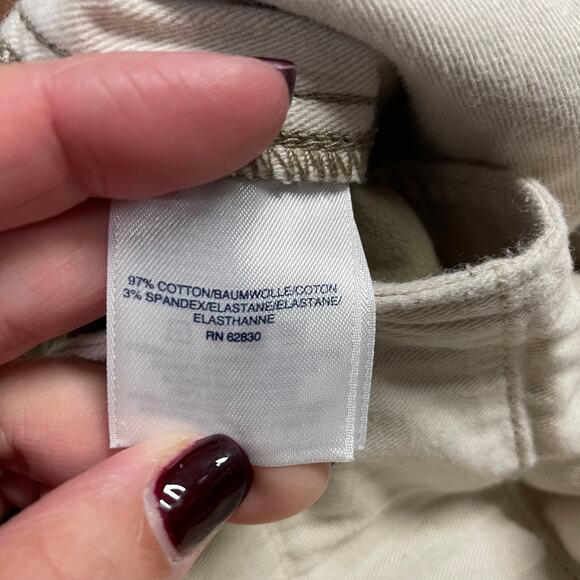 97% COTTON/BAUMWOLLE/COTON
3% SPANDEX/ELASTANE/ELASTANE/
ELASTHANNE
RN 62830